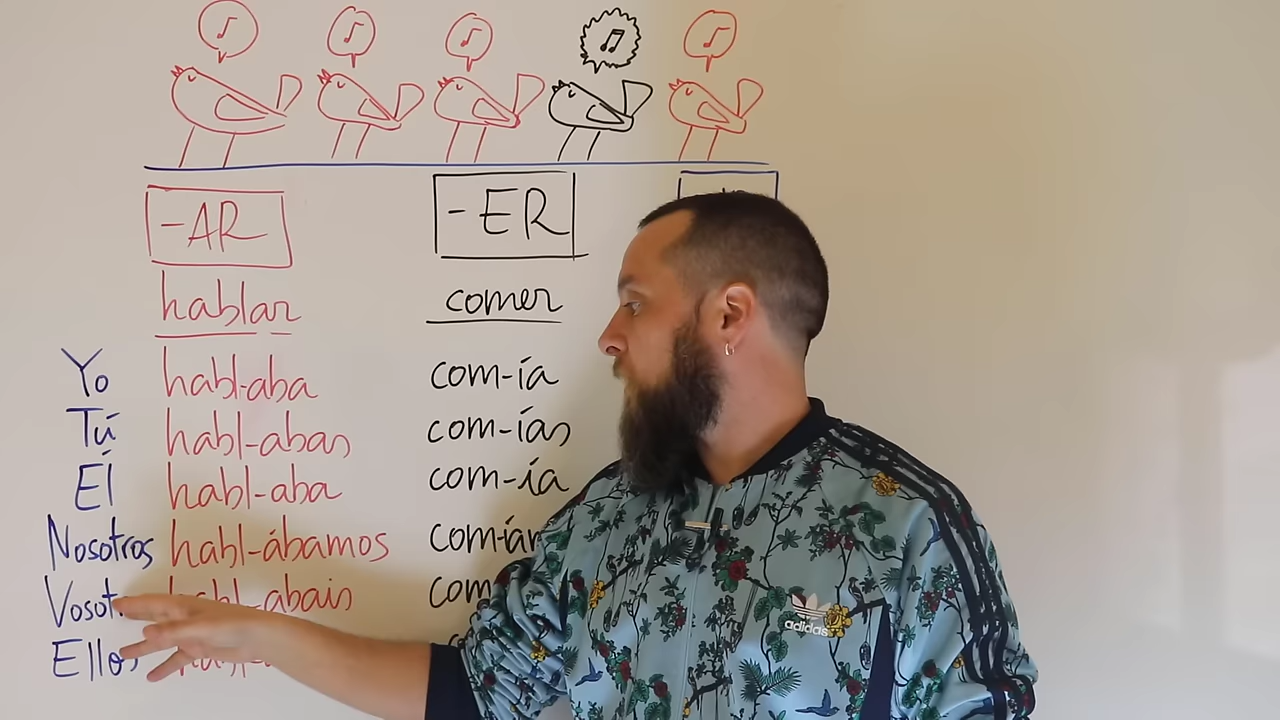 -AR -ER
hablar comer
Yo habl-aba com-ía
Tú habl-abas com-ías
Él habl-aba com-ía
Nosotros habl-ábamos
habl-abais
Ellos
adidas